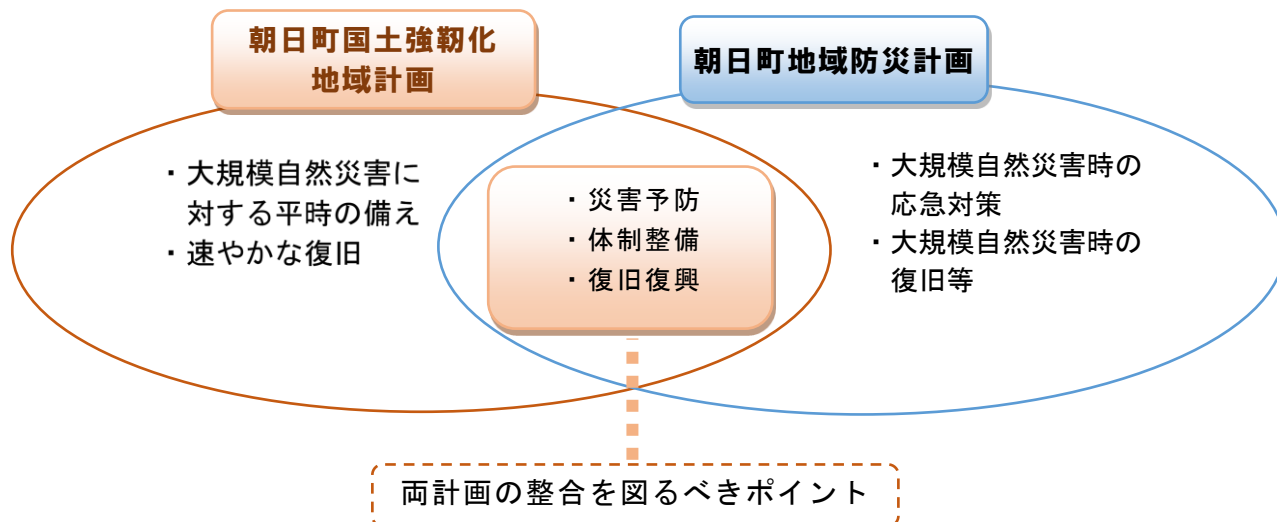 朝日町国土強靭化
地域計画
朝日町地域防災計画
・大規模自然災害に
対する平時の備え
・速やかな復旧
・災害予防
・体制整備
・復旧復興
・大規模自然災害時の
応急対策
・大規模自然災害時の
復旧等
両計画の整合を図るべきポイント